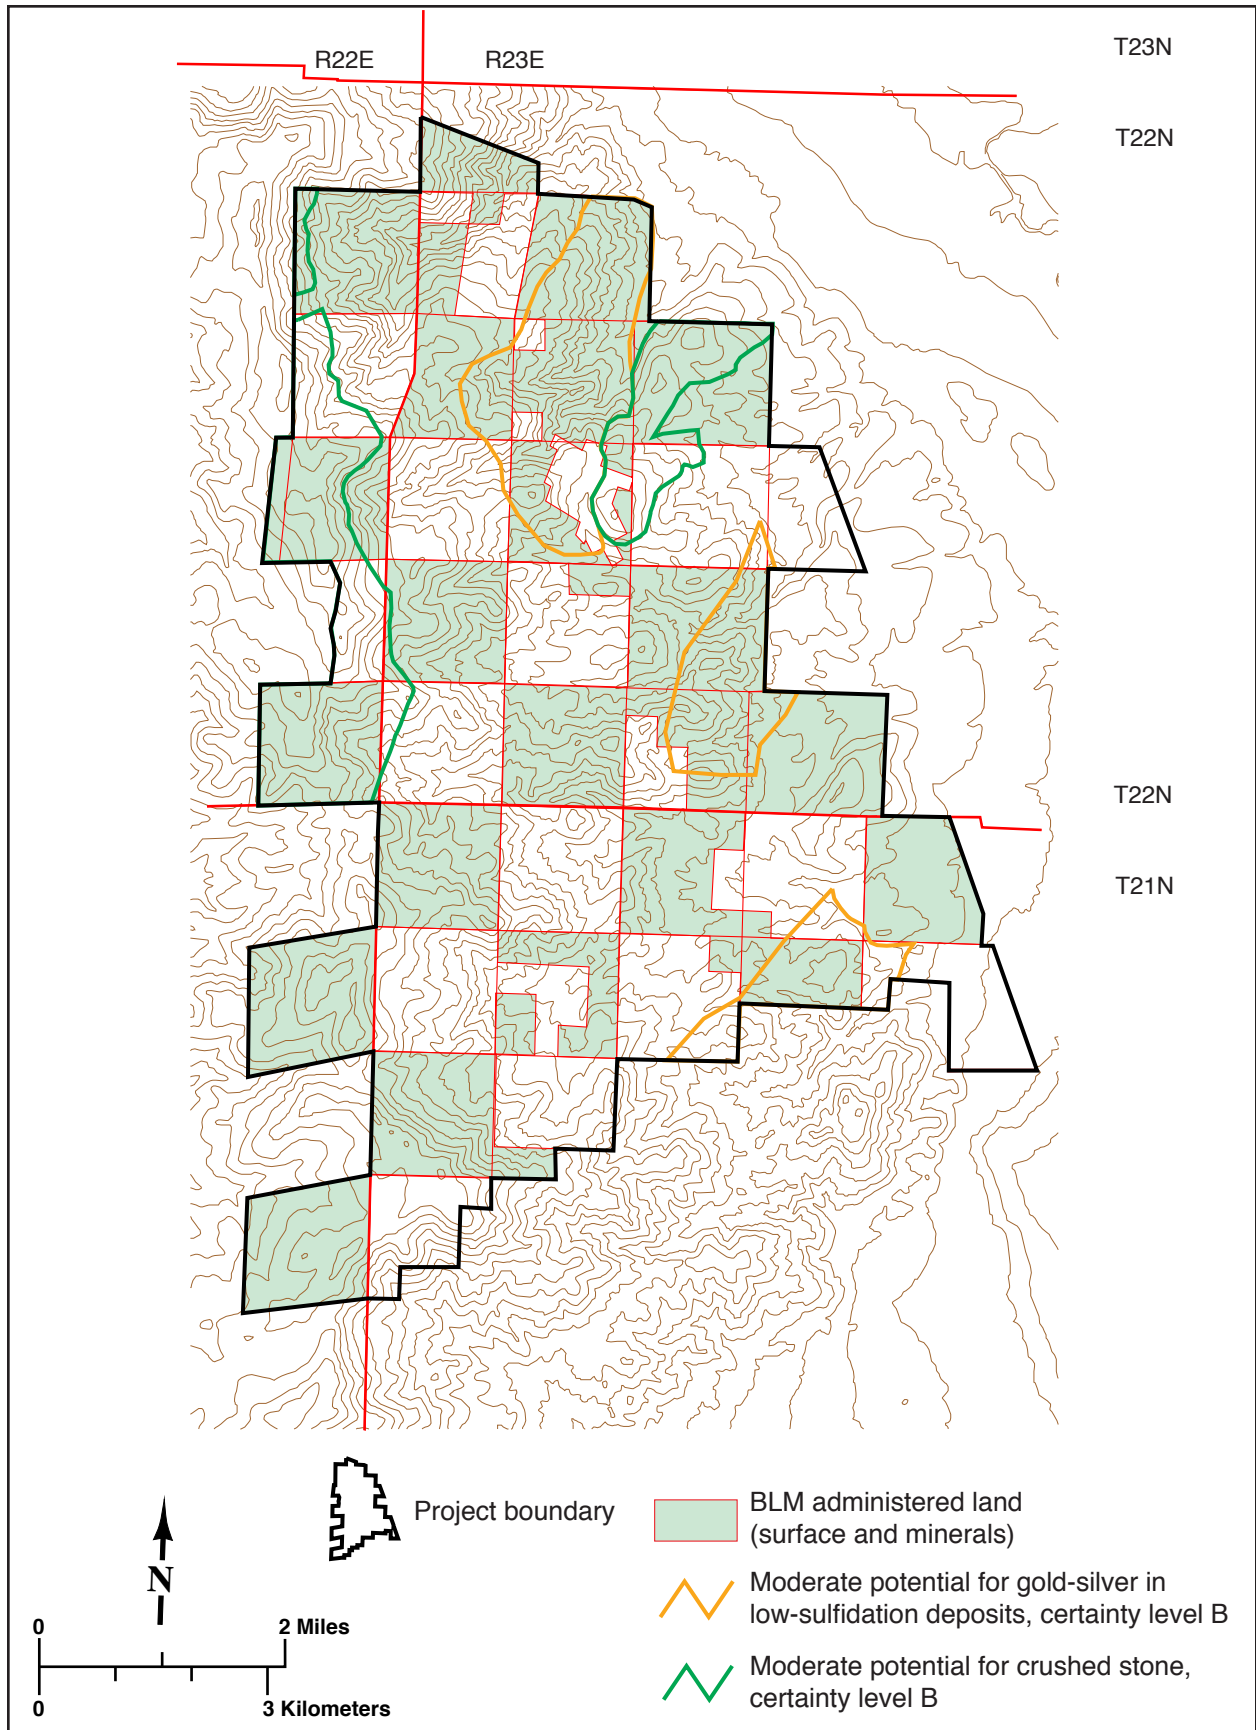 R22E
R23E
T23N
T22N
T22N
T21N
Project boundary
BLM administered land
(surface and minerals)
Moderate potential for gold-silver in
low-sulfidation deposits, certainty level B
Moderate potential for crushed stone,
certainty level B
N
0
2 Miles
0
3 Kilometers